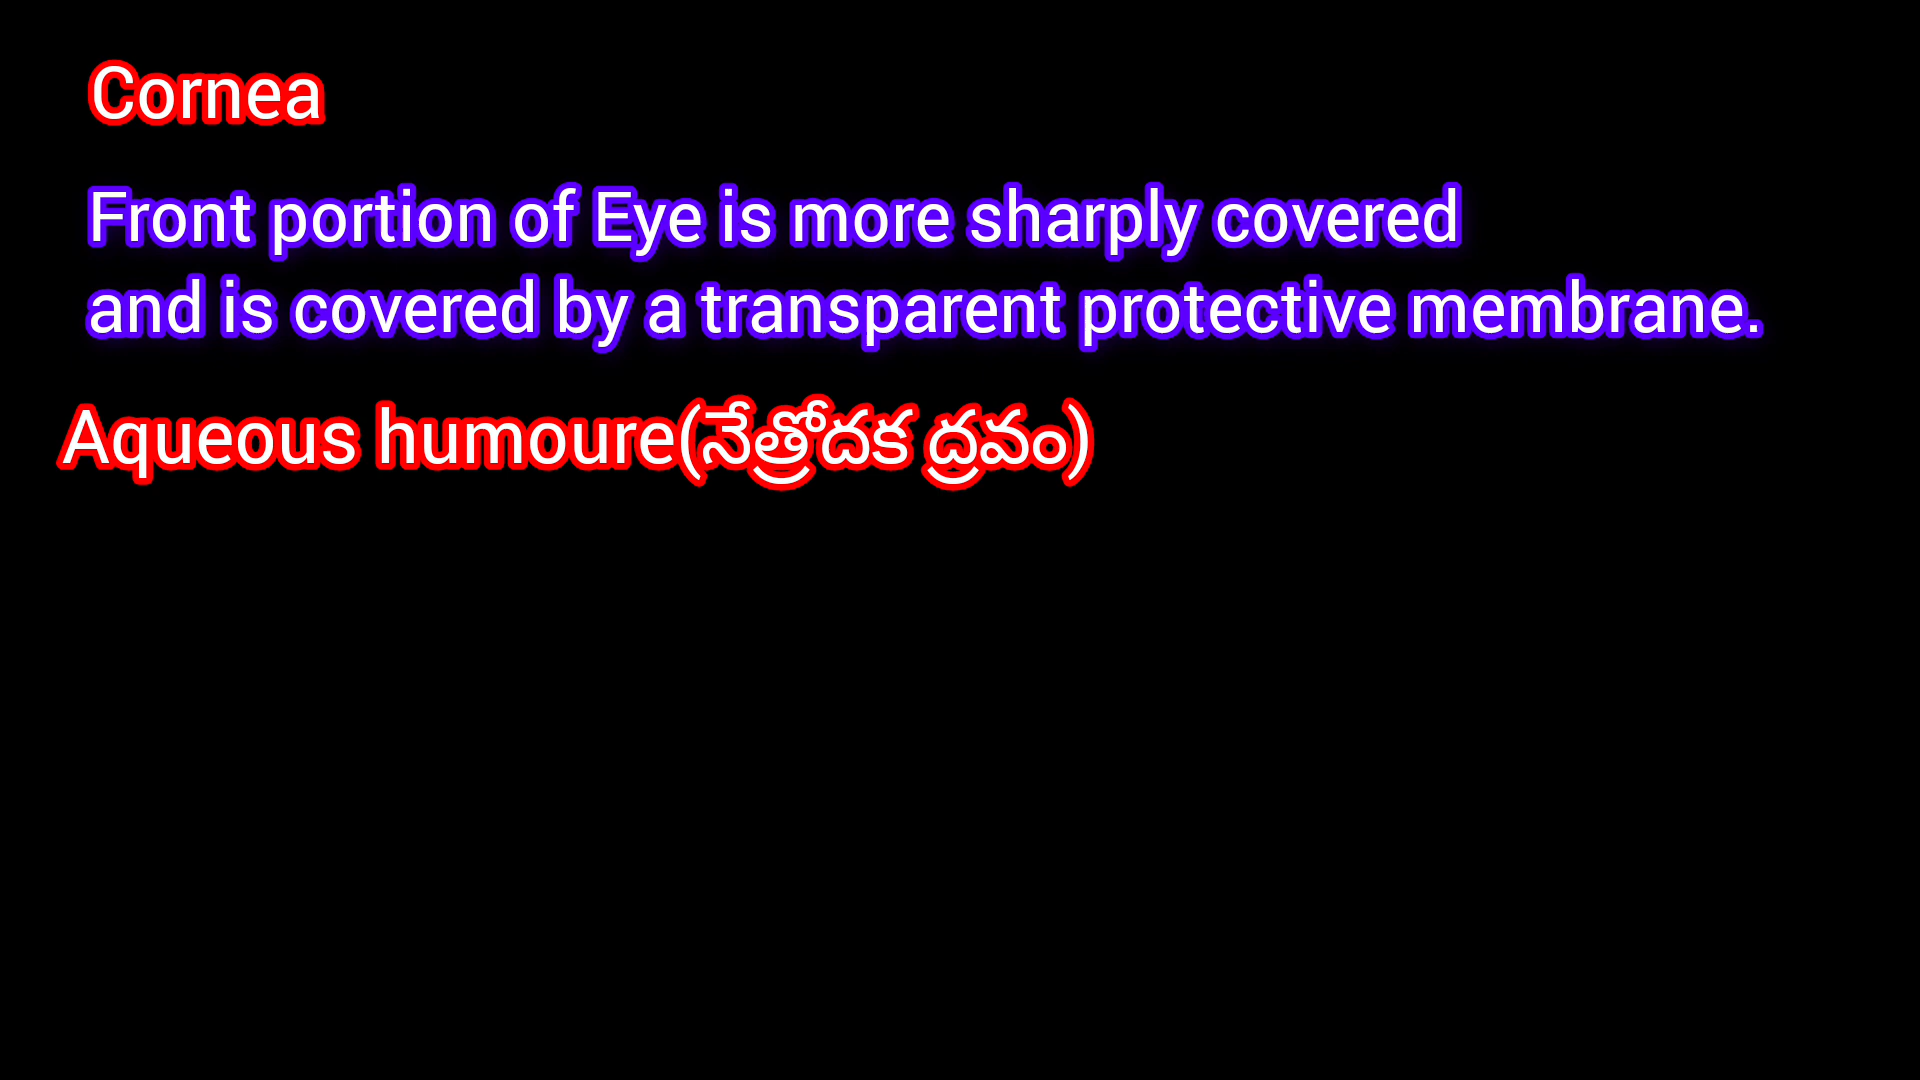 Cornea
Front portion of Eye is more sharply covered
and is covered by a transparent protective membrane.
Aqueous humoure(నేత్రోదక ద్రవం)